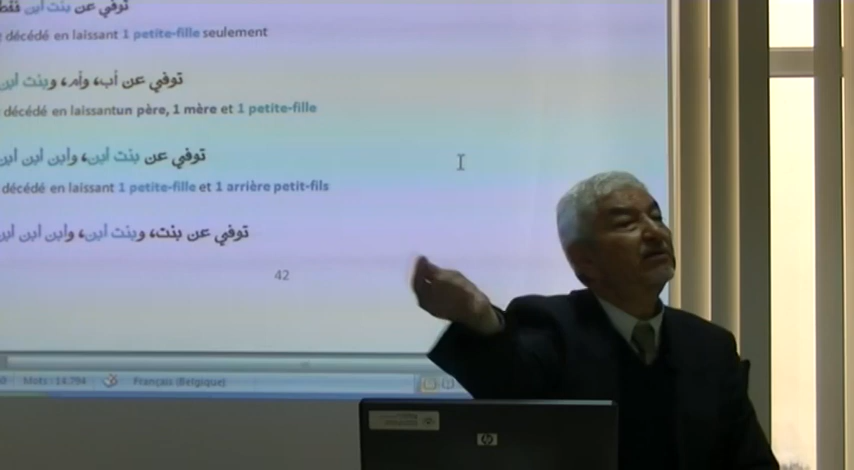 توفي عن بنت ابن فقط
décédé en laissant 1 petite-fille seulement
توفي عن أب، وأم، وبنت ابن
décédé en laissantun père, 1 mère et 1 petite-fille
توفي عن بنت ابن، وابن ابن ابن
décédé en laissant 1 petite-fille et 1 arrière petit-fils
توفي عن بنت، وبنت ابن، وابن ابن ابن
42
Mots : 14.794 Français (Belgique)
hp